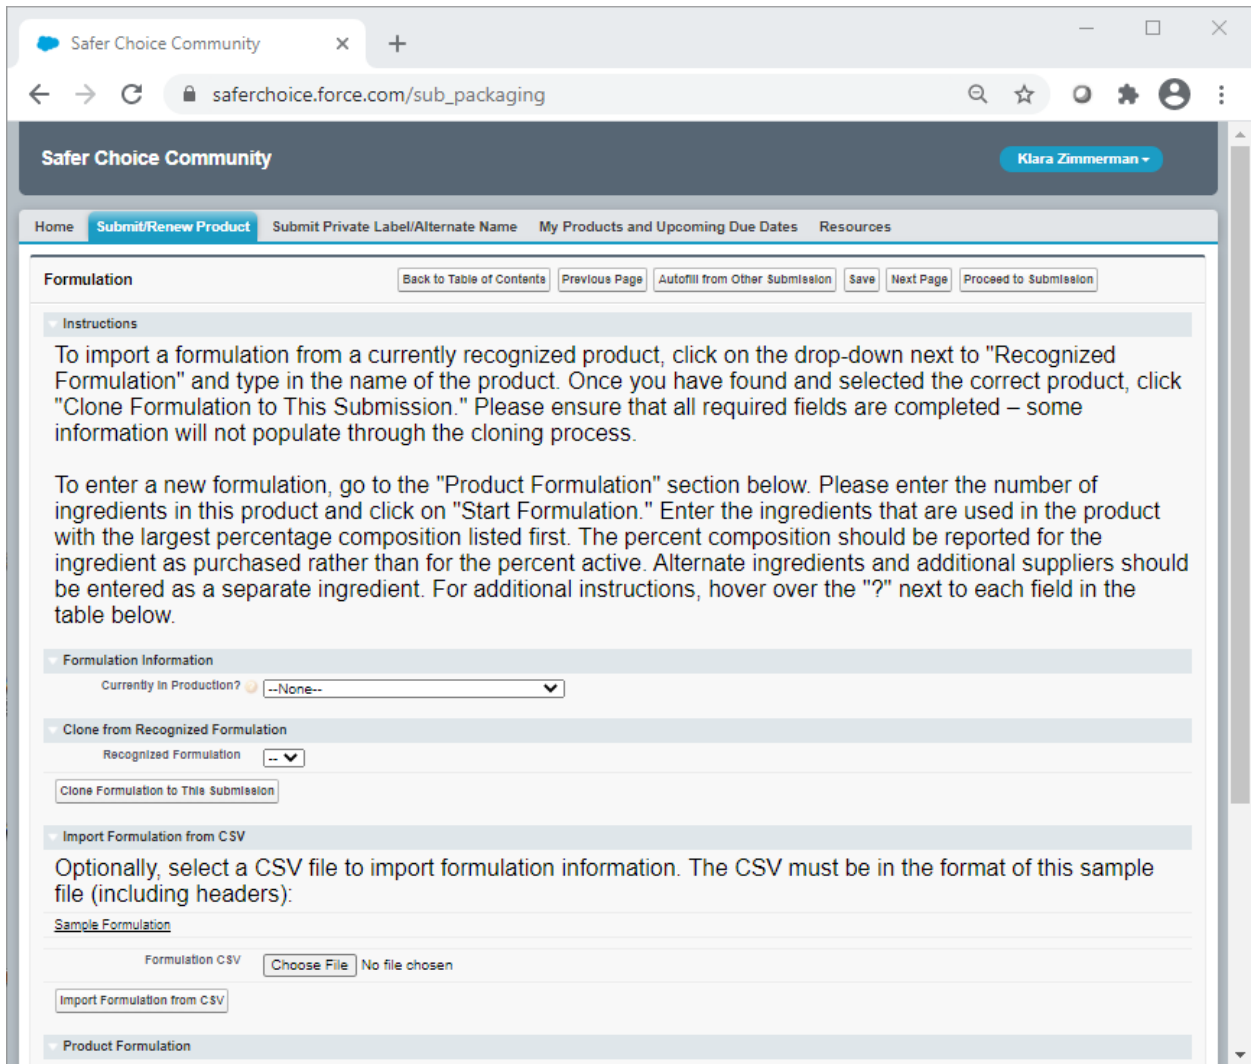 Safer Choice Community
saferchoice.force.com/sub_packaging
Safer Choice Community
Klara Zimmerman
Home Submit/Renew Product Submit Private Label/Alternate Name My Products and Upcoming Due Dates Resources
Formulation Back to Table of Contents Previous Page Autofill from Other Submission Save Next Page Proceed to Submission
Instructions
To import a formulation from a currently recognized product, click on the drop-down next to "Recognized
Formulation" and type in the name of the product. Once you have found and selected the correct product, click
"Clone Formulation to This Submission." Please ensure that all required fields are completed – some
information will not populate through the cloning process.
To enter a new formulation, go to the "Product Formulation" section below. Please enter the number of
ingredients in this product and click on "Start Formulation." Enter the ingredients that are used in the product
with the largest percentage composition listed first. The percent composition should be reported for the
ingredient as purchased rather than for the percent active. Alternate ingredients and additional suppliers should
be entered as a separate ingredient. For additional instructions, hover over the "?" next to each field in the
table below.
Formulation Information
Currently In Production? --None--
Clone from Recognized Formulation
Recognized Formulation --
Clone Formulation to This Submission
Import Formulation from CSV
Optionally, select a CSV file to import formulation information. The CSV must be in the format of this sample
file (including headers):
Sample Formulation
Formulation CSV Choose File No file chosen
Import Formulation from CSV
Product Formulation